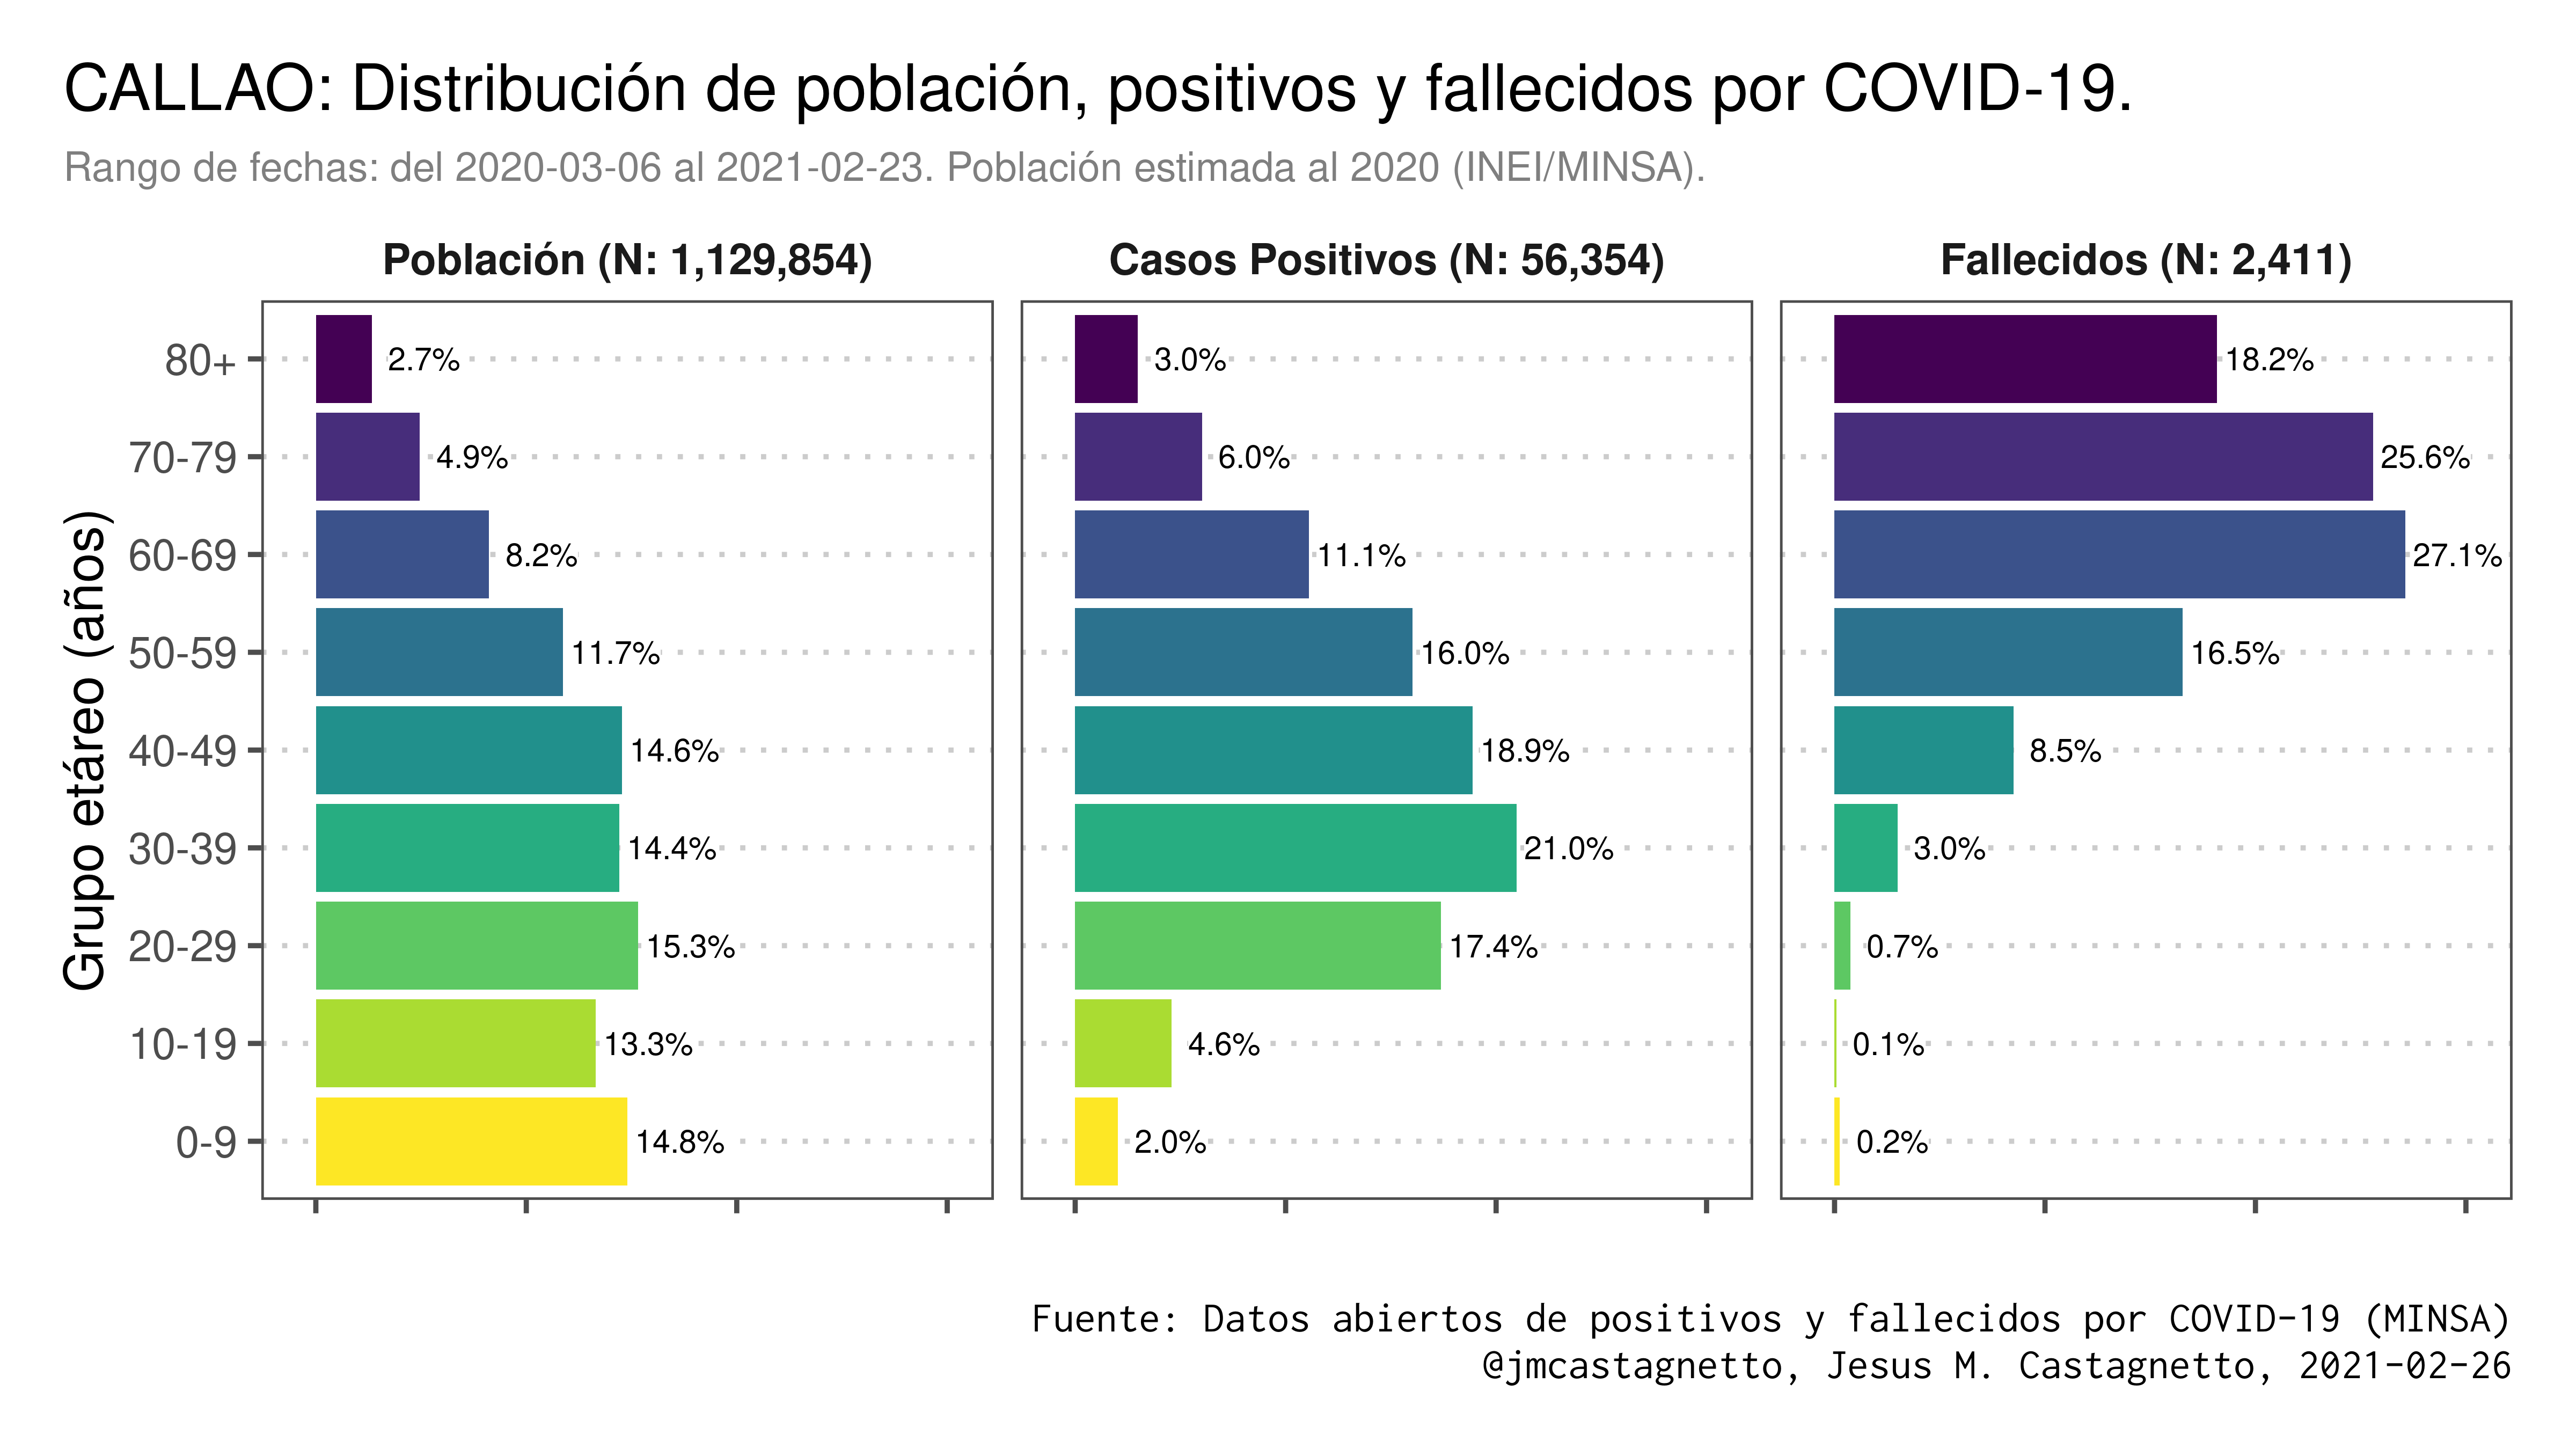 CALLAO: Distribución de población, positivos y fallecidos por COVID-19.
Rango de fechas: del 2020-03-06 al 2021-02-23. Población estimada al 2020 (INEI/MINSA).
Población (N: 1,129,854)
Casos Positivos (N: 56,354)
Fallecidos (N: 2,411)
Grupo etáreo (años)
80+ 2.7% 3.0% 18.2%
70-79 4.9% 6.0% 25.6%
60-69 8.2% 11.1% 27.1%
50-59 11.7% 16.0% 16.5%
40-49 14.6% 18.9% 8.5%
30-39 14.4% 21.0% 3.0%
20-29 15.3% 17.4% 0.7%
10-19 13.3% 4.6% 0.1%
0-9 14.8% 2.0% 0.2%
Fuente: Datos abiertos de positivos y fallecidos por COVID-19 (MINSA)
@jmcastagnetto, Jesus M. Castagnetto, 2021-02-26